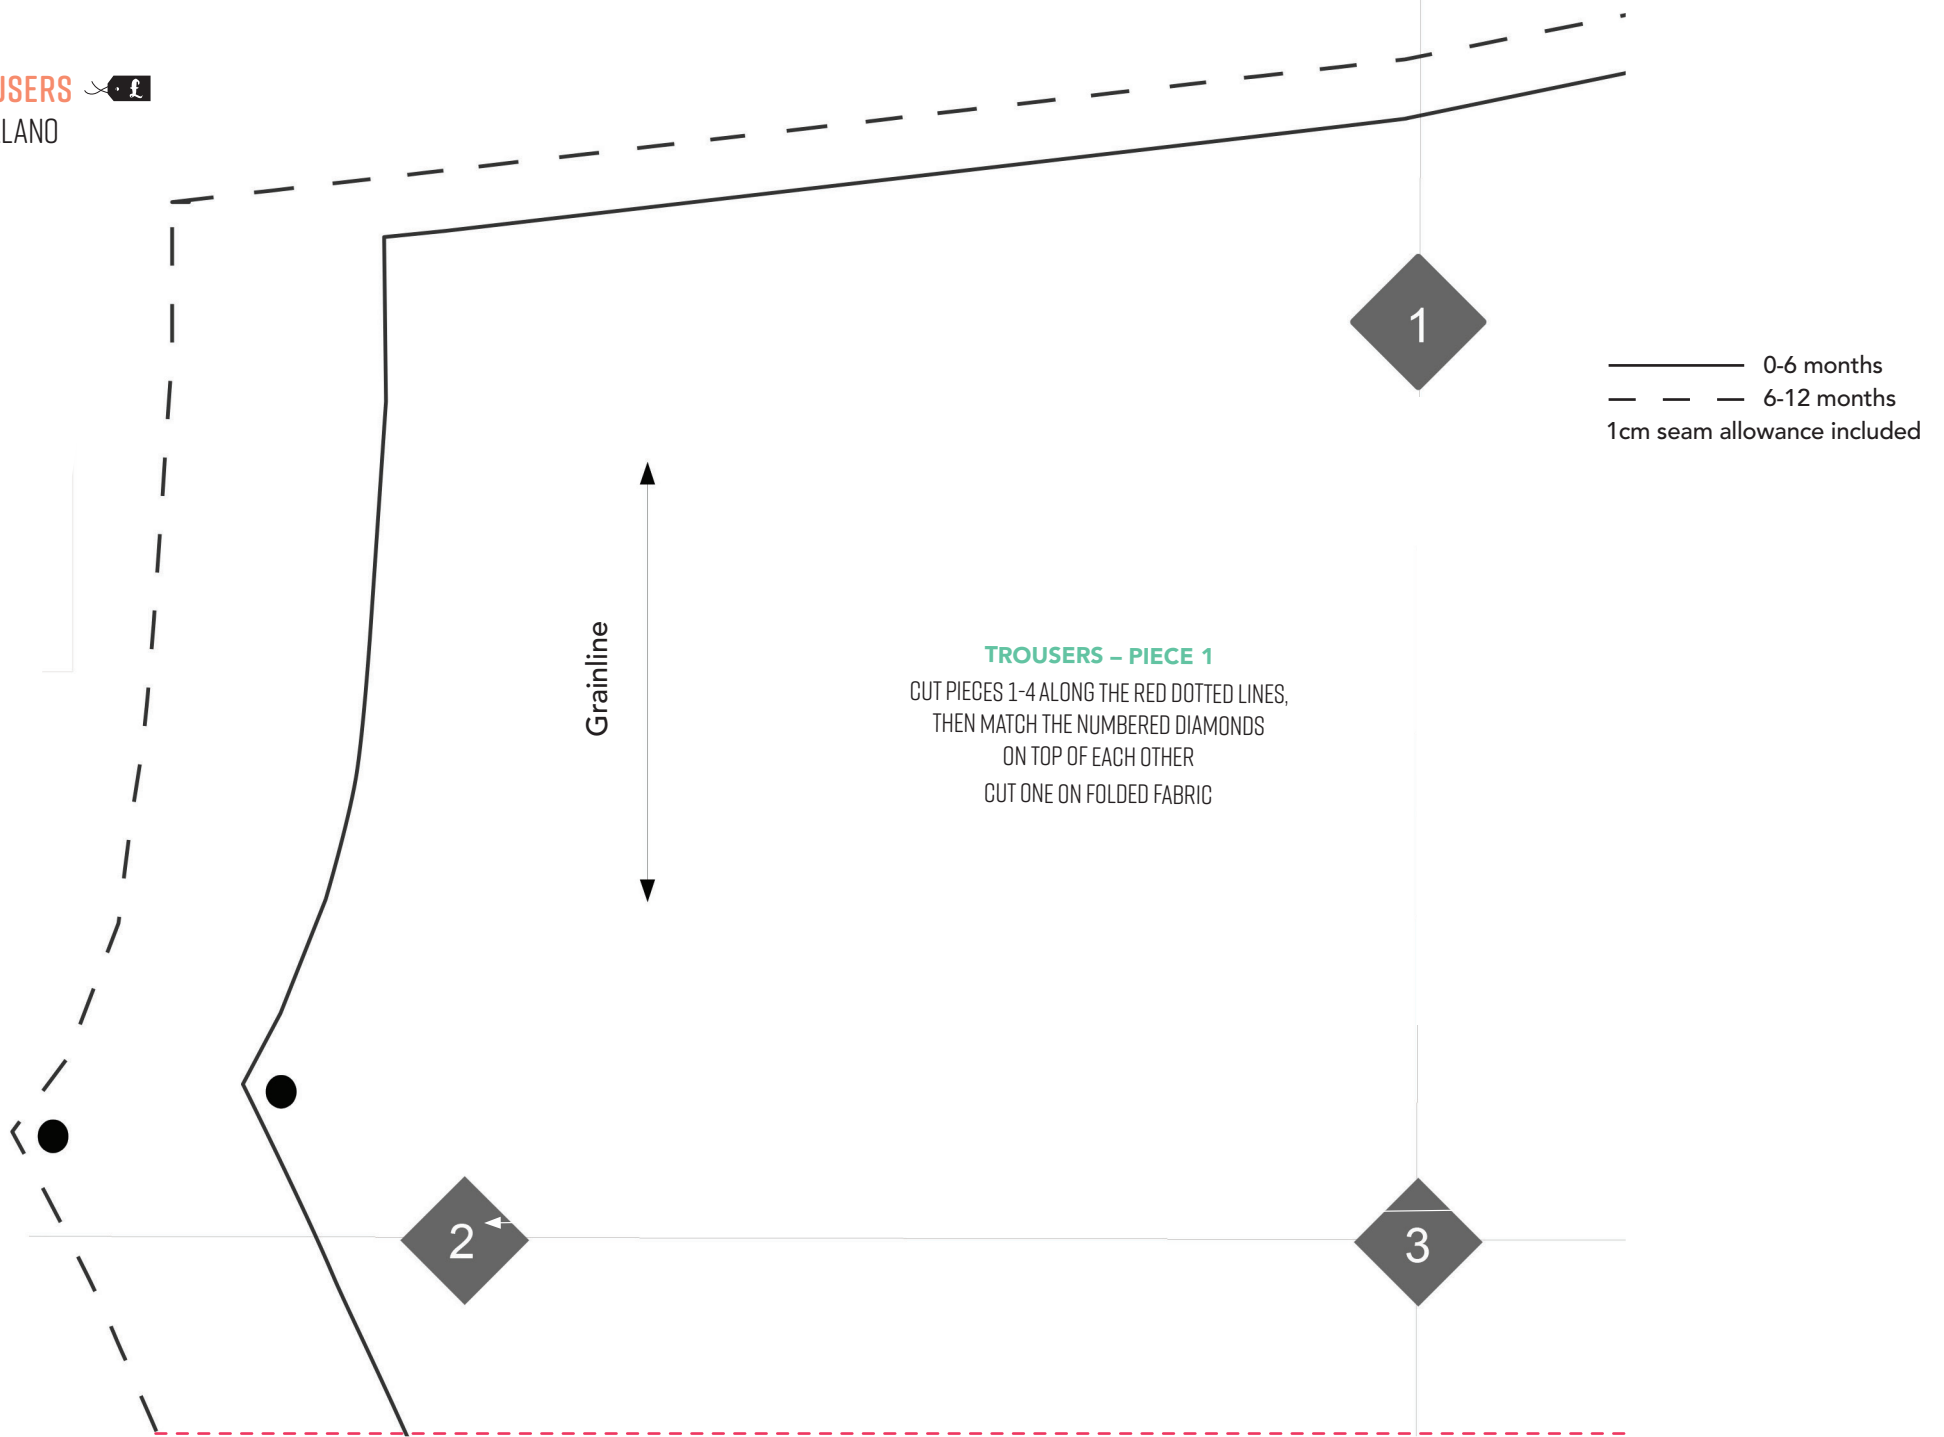 USERS £
LANO
1
0-6 months
6-12 months
1cm seam allowance included
Grainline
TROUSERS – PIECE 1
CUT PIECES 1-4 ALONG THE RED DOTTED LINES,
THEN MATCH THE NUMBERED DIAMONDS
ON TOP OF EACH OTHER
CUT ONE ON FOLDED FABRIC
2
3